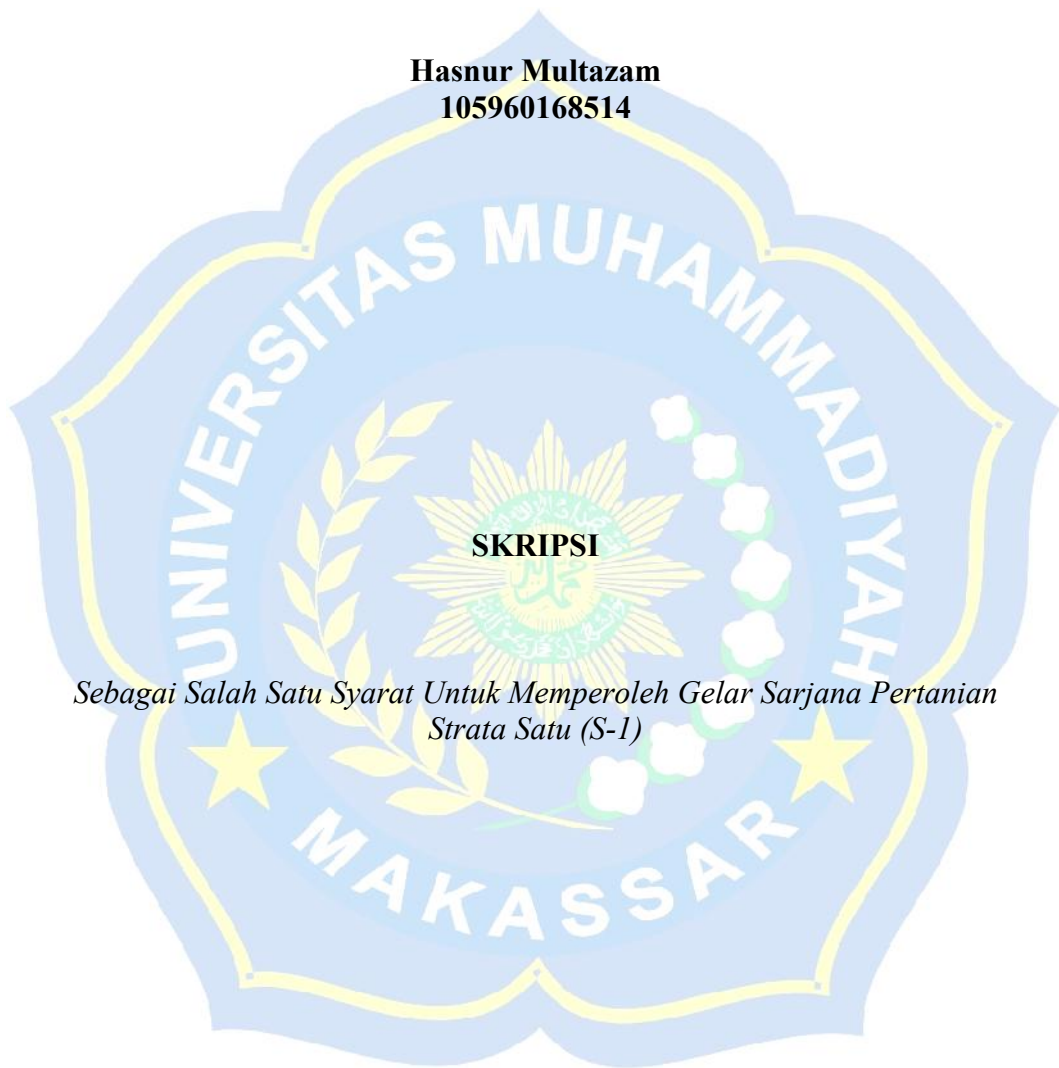 Hasnur Multazam
105960168514
UNIVERSITAS MUHAMMADIYAH
SKRIPSI
Sebagai Salah Satu Syarat Untuk Memperoleh Gelar Sarjana Pertanian
Strata Satu (S-1)
MAKASSAR